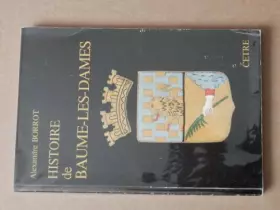 Alexandre BORROT
HISTOIRE
de
BAUME-LES-DAMES
CÊTRE